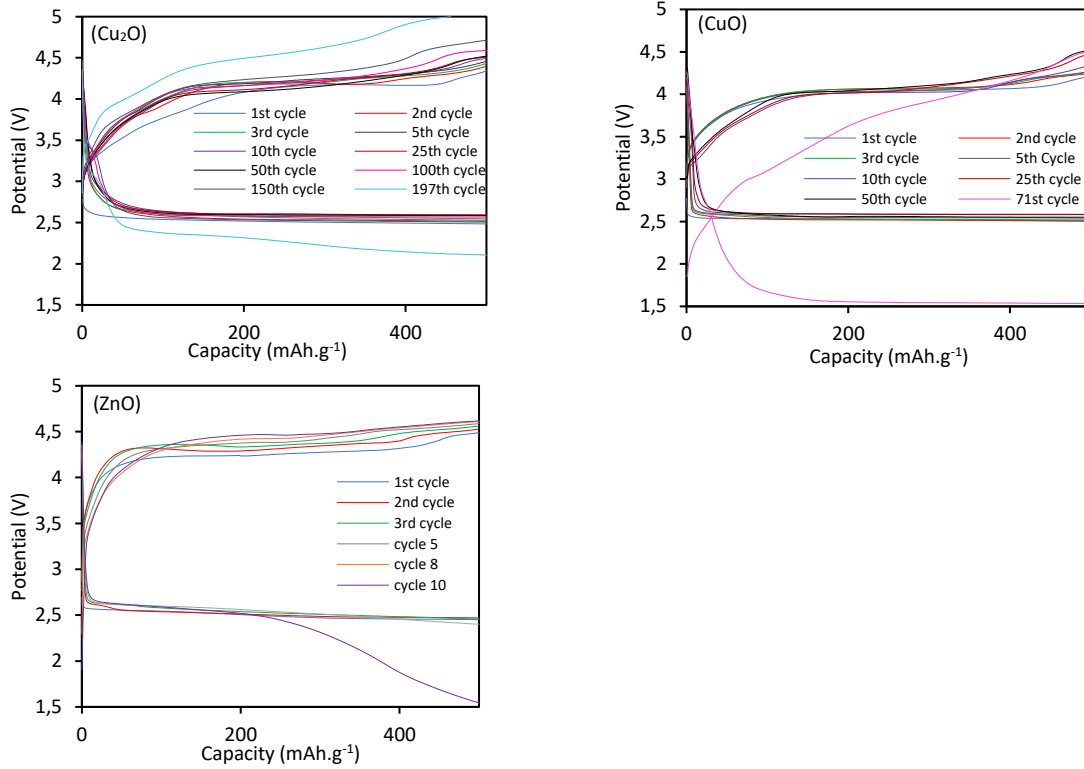 (Cu₂O)
5
4,5
4
3,5
3
2,5
2
1,5
Potential (V)
1st cycle 2nd cycle
3rd cycle 5th cycle
10th cycle 25th cycle
50th cycle 100th cycle
150th cycle 197th cycle
0 200 400
Capacity (mAh.g⁻¹)
(CuO)
5
4,5
4
3,5
3
2,5
2
1,5
Potential (V)
1st cycle 2nd cycle
3rd cycle 5th Cycle
10th cycle 25th cycle
50th cycle 71st cycle
0 200 400
Capacity (mAh.g⁻¹)
(ZnO)
5
4,5
4
3,5
3
2,5
2
1,5
Potential (V)
1st cycle
2nd cycle
3rd cycle
cycle 5
cycle 8
cycle 10
0 200 400
Capacity (mAh.g⁻¹)